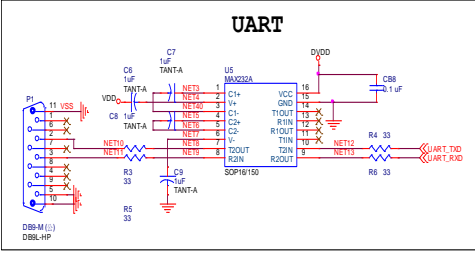 UART
C7
1uF
TANT-A
C6
1uF
TANT-A
VDD
C8 1uF
TANT-A
U5
MAX232A
NET3
NET4
NET40
NET5
NET6
NET7
NET8
1 C1+
2 V+
3 C1-
4 C2+
5 C2-
6 V-
7 T2OUT
8 R2IN
VCC 16
GND 15
T1OUT 14
R1IN 13
R1OUT 12
T1IN 11
T2IN 10
R2OUT 9
SOP16/150
DVDD
CB8
0.1 uF
P1
11 VSS
1
6
2
7
3
8
4
9
5
10
DB9L-HP
NET10
NET11
R3
33
R5
33
C9
1uF
TANT-A
NET12
NET13
R4 33
R6 33
UART_TXD
UART_RXD